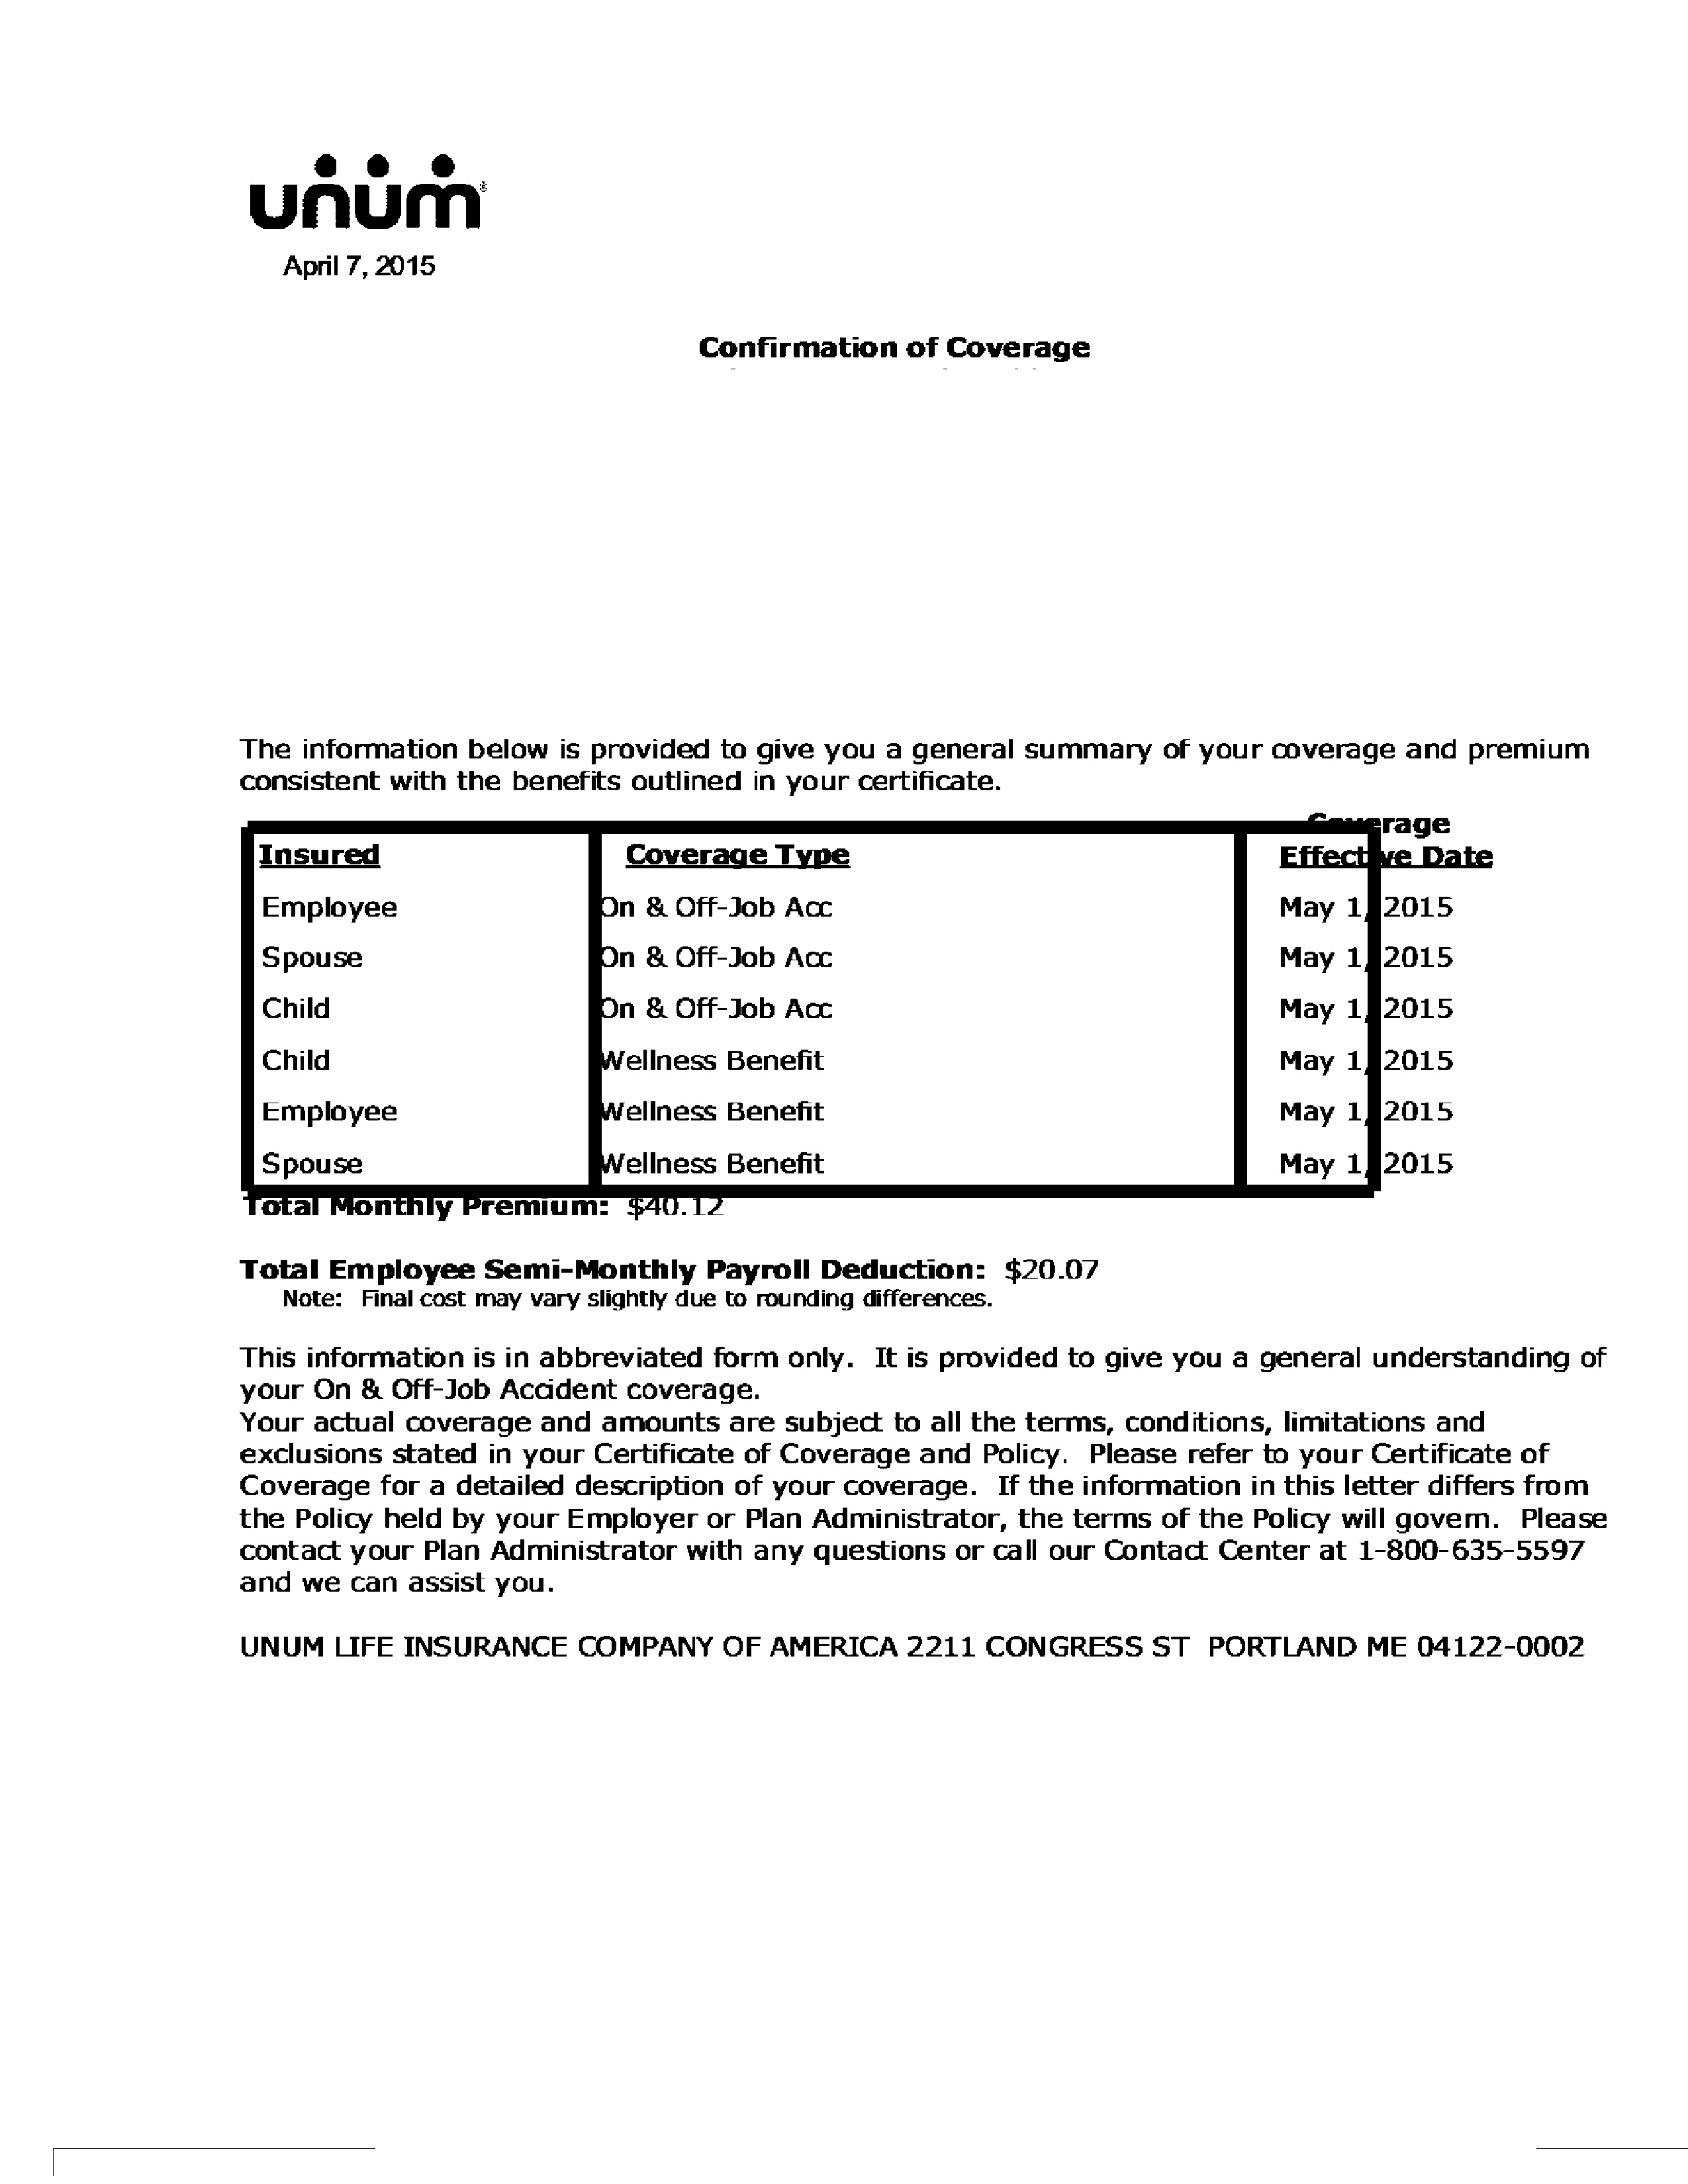 unum®
April 7, 2015
Confirmation of Coverage
The information below is provided to give you a general summary of your coverage and premium
consistent with the benefits outlined in your certificate.
Coverage
Insured Coverage Type Effective Date
Employee On & Off-Job Acc May 1, 2015
Spouse On & Off-Job Acc May 1, 2015
Child On & Off-Job Acc May 1, 2015
Child Wellness Benefit May 1, 2015
Employee Wellness Benefit May 1, 2015
Spouse Wellness Benefit May 1, 2015
Total Monthly Premium: $40.12
Total Employee Semi-Monthly Payroll Deduction: $20.07
Note: Final cost may vary slightly due to rounding differences.
This information is in abbreviated form only. It is provided to give you a general understanding of
your On & Off-Job Accident coverage.
Your actual coverage and amounts are subject to all the terms, conditions, limitations and
exclusions stated in your Certificate of Coverage and Policy. Please refer to your Certificate of
Coverage for a detailed description of your coverage. If the information in this letter differs from
the Policy held by your Employer or Plan Administrator, the terms of the Policy will govern. Please
contact your Plan Administrator with any questions or call our Contact Center at 1-800-635-5597
and we can assist you.
UNUM LIFE INSURANCE COMPANY OF AMERICA 2211 CONGRESS ST PORTLAND ME 04122-0002